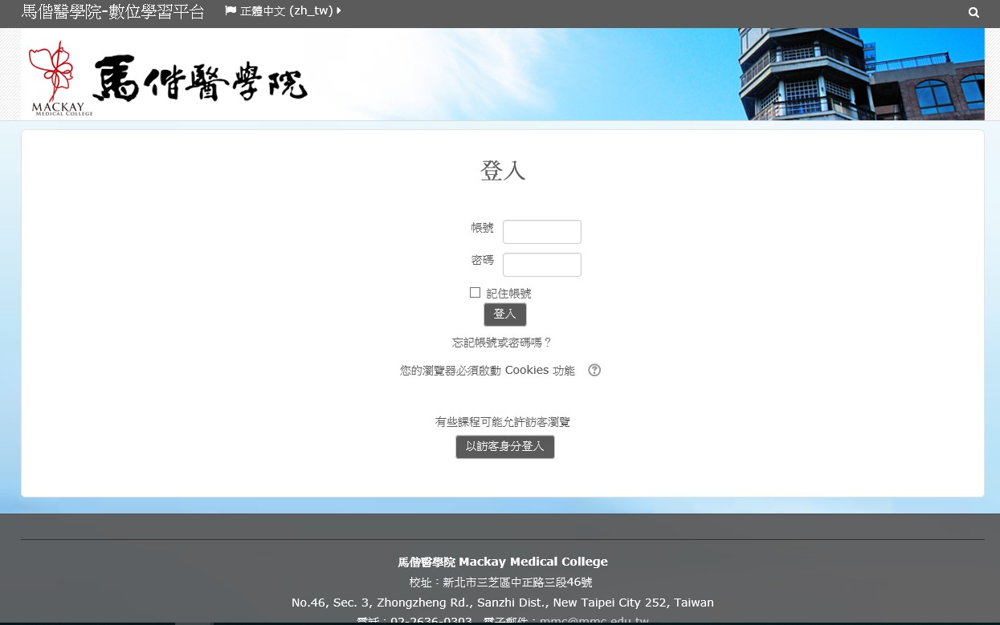 馬偕醫學院-數位學習平台 正體中文 (zh_tw)
馬偕醫學院
MACKAY
MEDICAL COLLEGE
登入
帳號
密碼
記住帳號
登入
忘記帳號或密碼嗎？
您的瀏覽器必須啟動 Cookies 功能
有些課程可能允許訪客瀏覽
以訪客身分登入
馬偕醫學院 Mackay Medical College
校址：新北市三芝區中正路三段46號
No.46, Sec. 3, Zhongzheng Rd., Sanzhi Dist., New Taipei City 252, Taiwan
電話：02-2636-0303 電子郵件：mmc@mmc.edu.tw